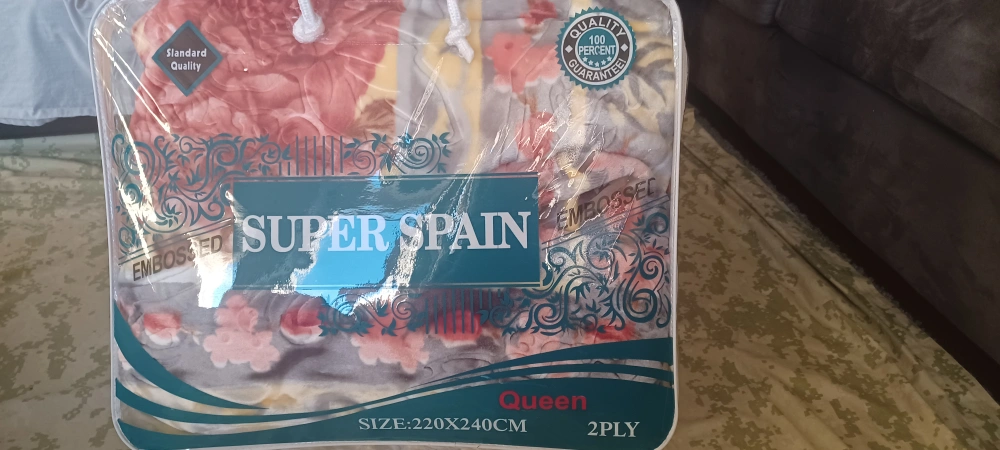 Standard
Quality
QUALITY
100
PERCENT
GUARANTEE!
EMBOSSED
SUPER SPAIN
EMBOSSED
Queen
SIZE:220X240CM
2PLY